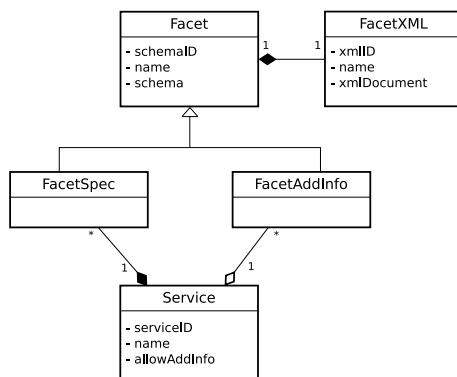 Facet
- schemaID
- name
- schema
1
1
FacetXML
- xmlID
- name
- xmlDocument
FacetSpec
FacetAddInfo
*
*
1
1
Service
- serviceID
- name
- allowAddInfo